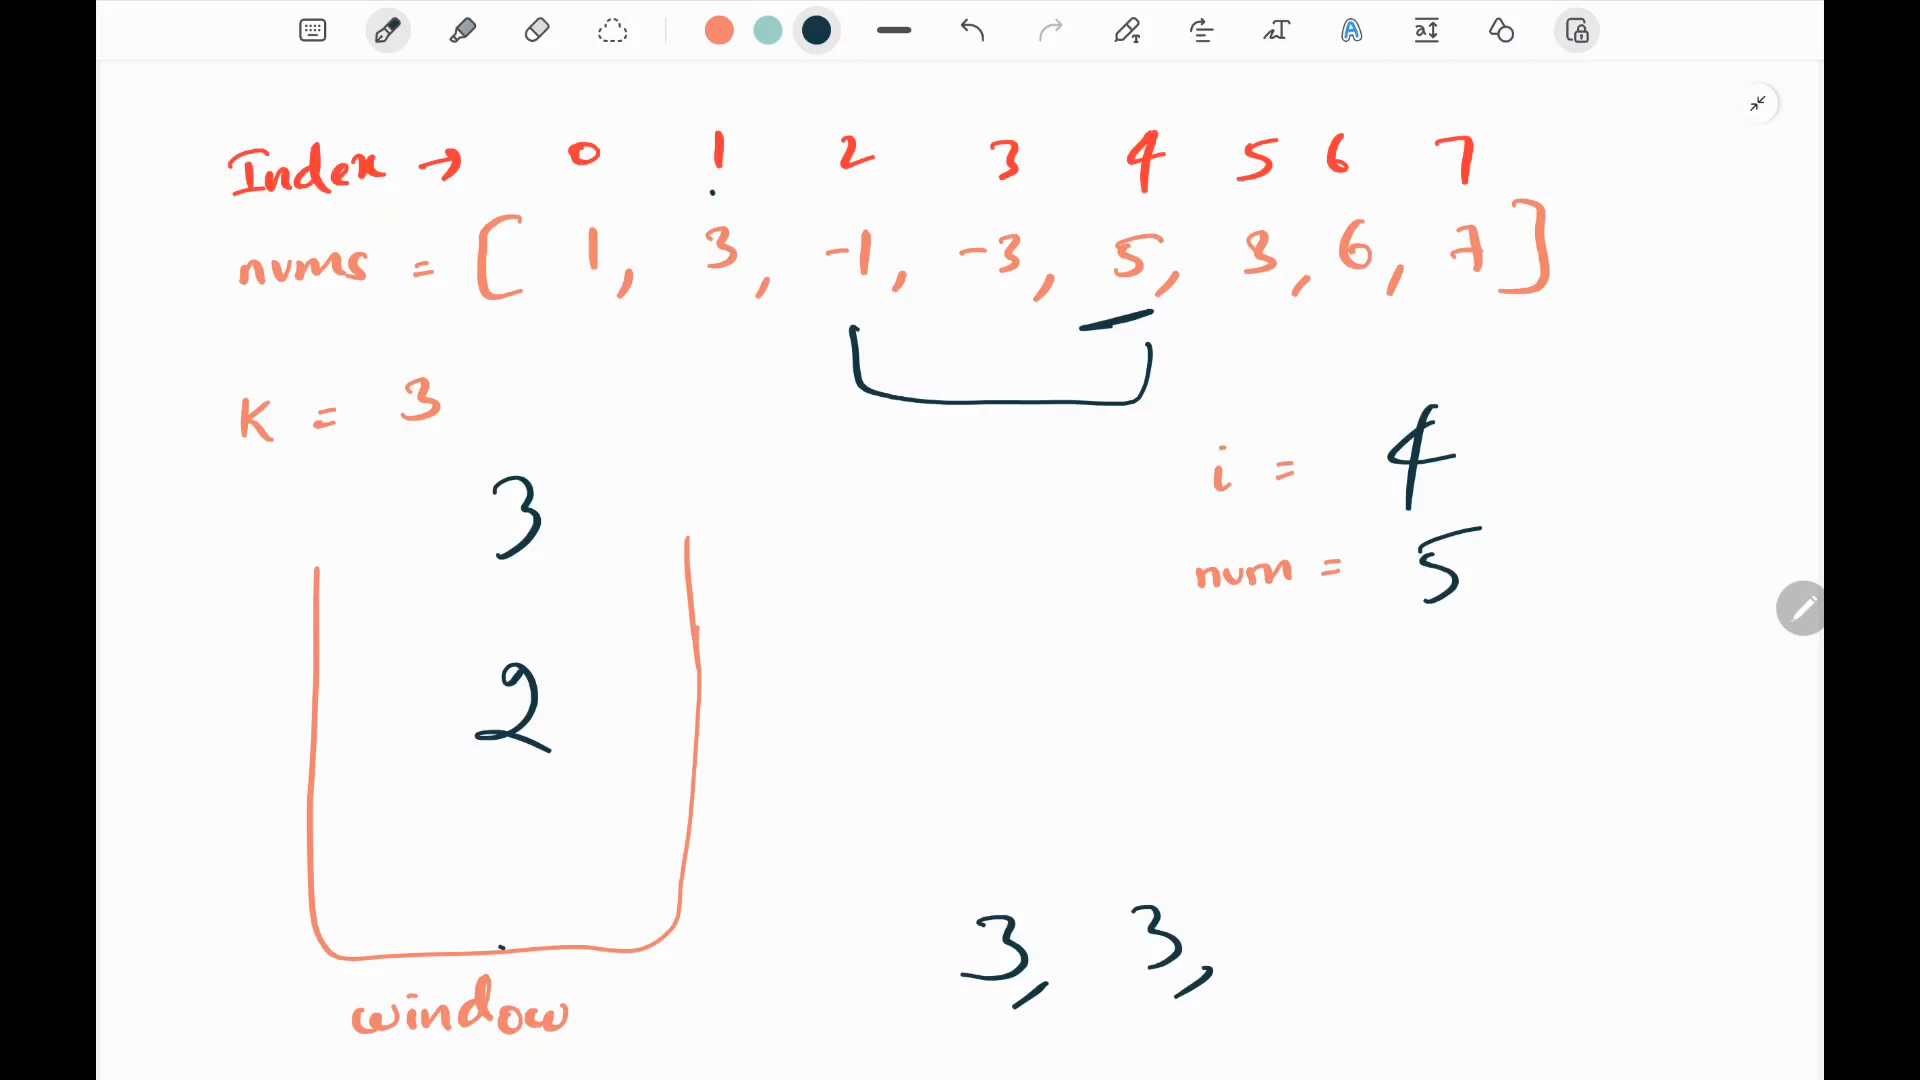 Index → 0 1 2 3 4 5 6 7
nums = [ 1, 3, -1, -3, 5, 3, 6, 7 ]
K = 3
i = 4
num = 5
3
2
window
3, 3,